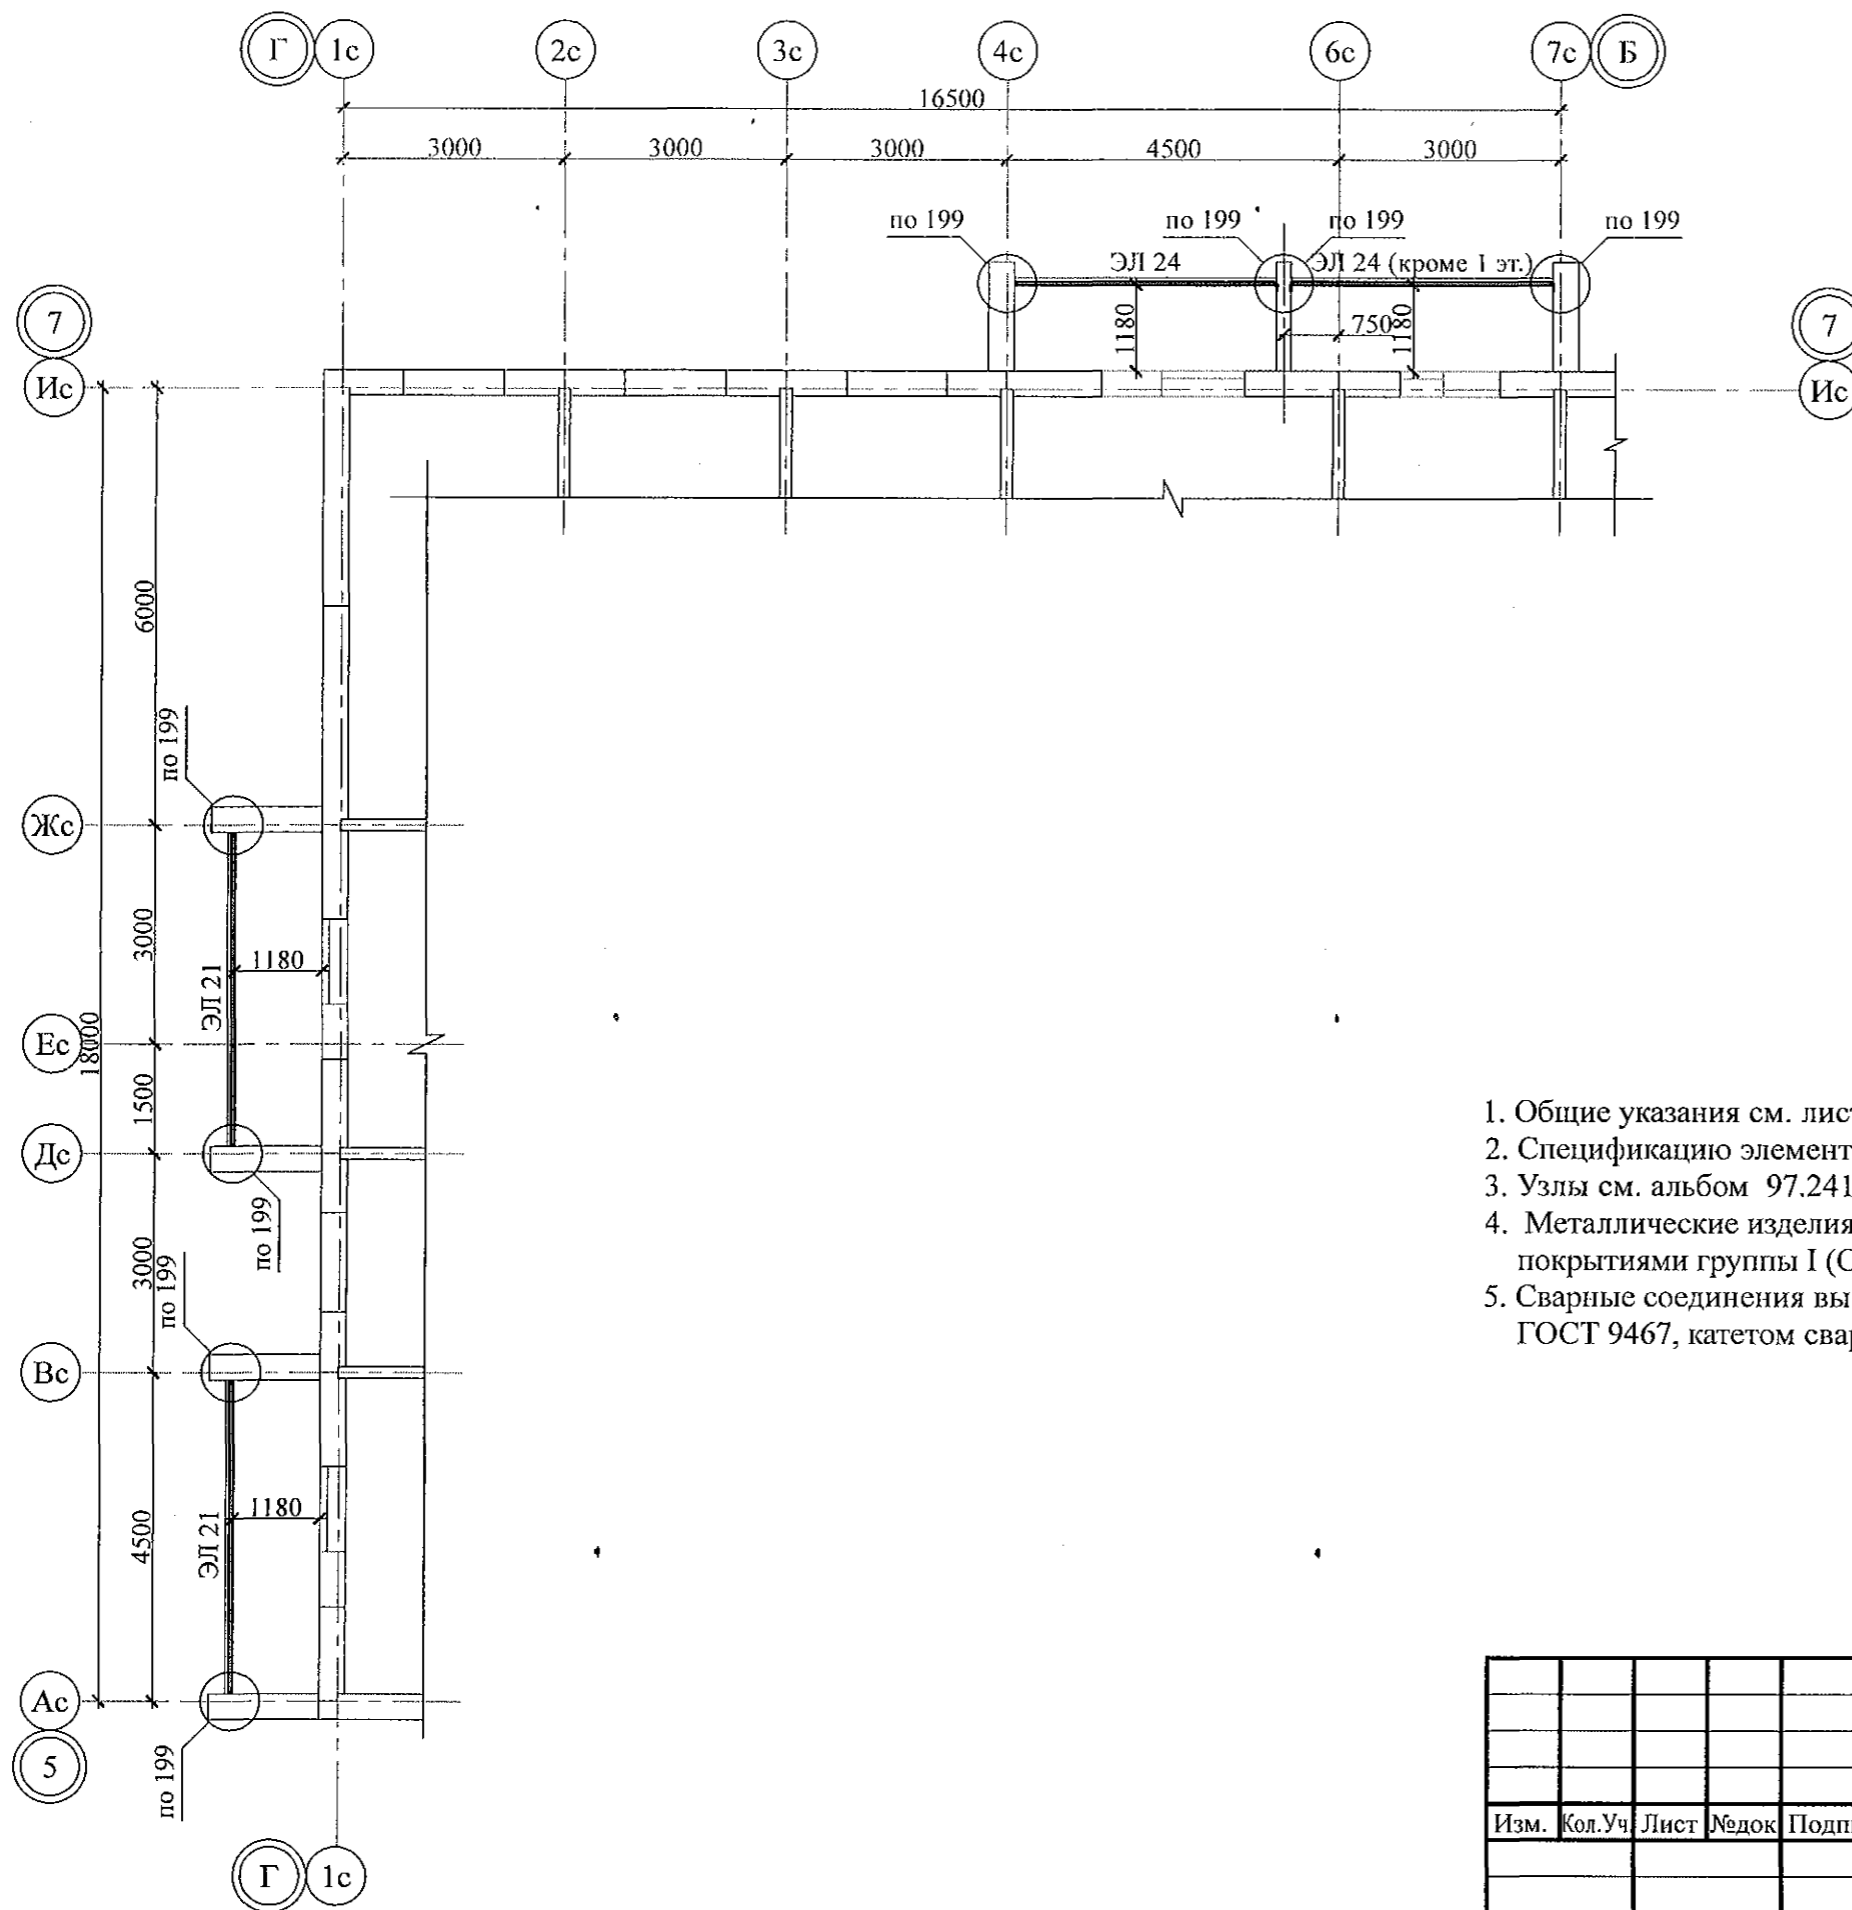 Г 1с 2с 3с 4с 6с 7с Б
16500
3000 3000 3000 4500 3000
по 199 по 199 по 199 по 199
ЭЛ 24 ЭЛ 24 (кроме 1 эт.)
7 7
1180 750 1180
Ис Ис
6000
по 199
Жс
3000
1180
ЭЛ 21
Ес
18000
1500
Дс
по 199
3000
по 199
Вс
1180
4500
ЭЛ 21
Ас
5
по 199
Г 1с
1. Общие указания см. лист
2. Спецификацию элемент
3. Узлы см. альбом 97.241
4. Металлические изделия
покрытиями группы I (
5. Сварные соединения вы
ГОСТ 9467, катетом сва
Изм. Кол.Уч. Лист №док Подп